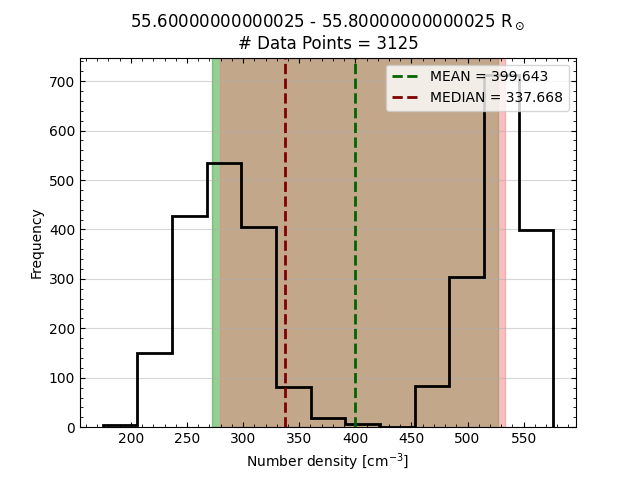 55.60000000000025 - 55.80000000000025 R⊙
# Data Points = 3125
MEAN = 399.643
MEDIAN = 337.668
700
600
500
400
300
200
100
0
Frequency
200 250 300 350 400 450 500 550
Number density [cm⁻³]